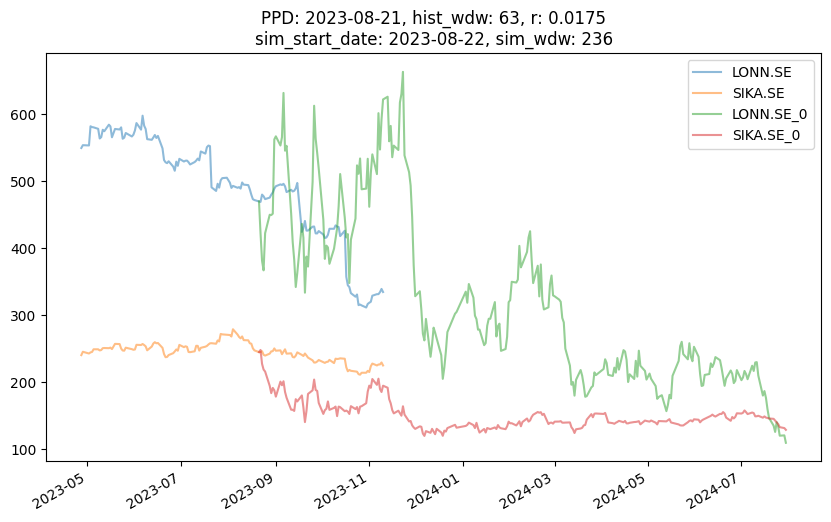 PPD: 2023-08-21, hist_wdw: 63, r: 0.0175
sim_start_date: 2023-08-22, sim_wdw: 236
LONN.SE
SIKA.SE
LONN.SE_0
SIKA.SE_0
600
500
400
300
200
100
2023-05
2023-07
2023-09
2023-11
2024-01
2024-03
2024-05
2024-07